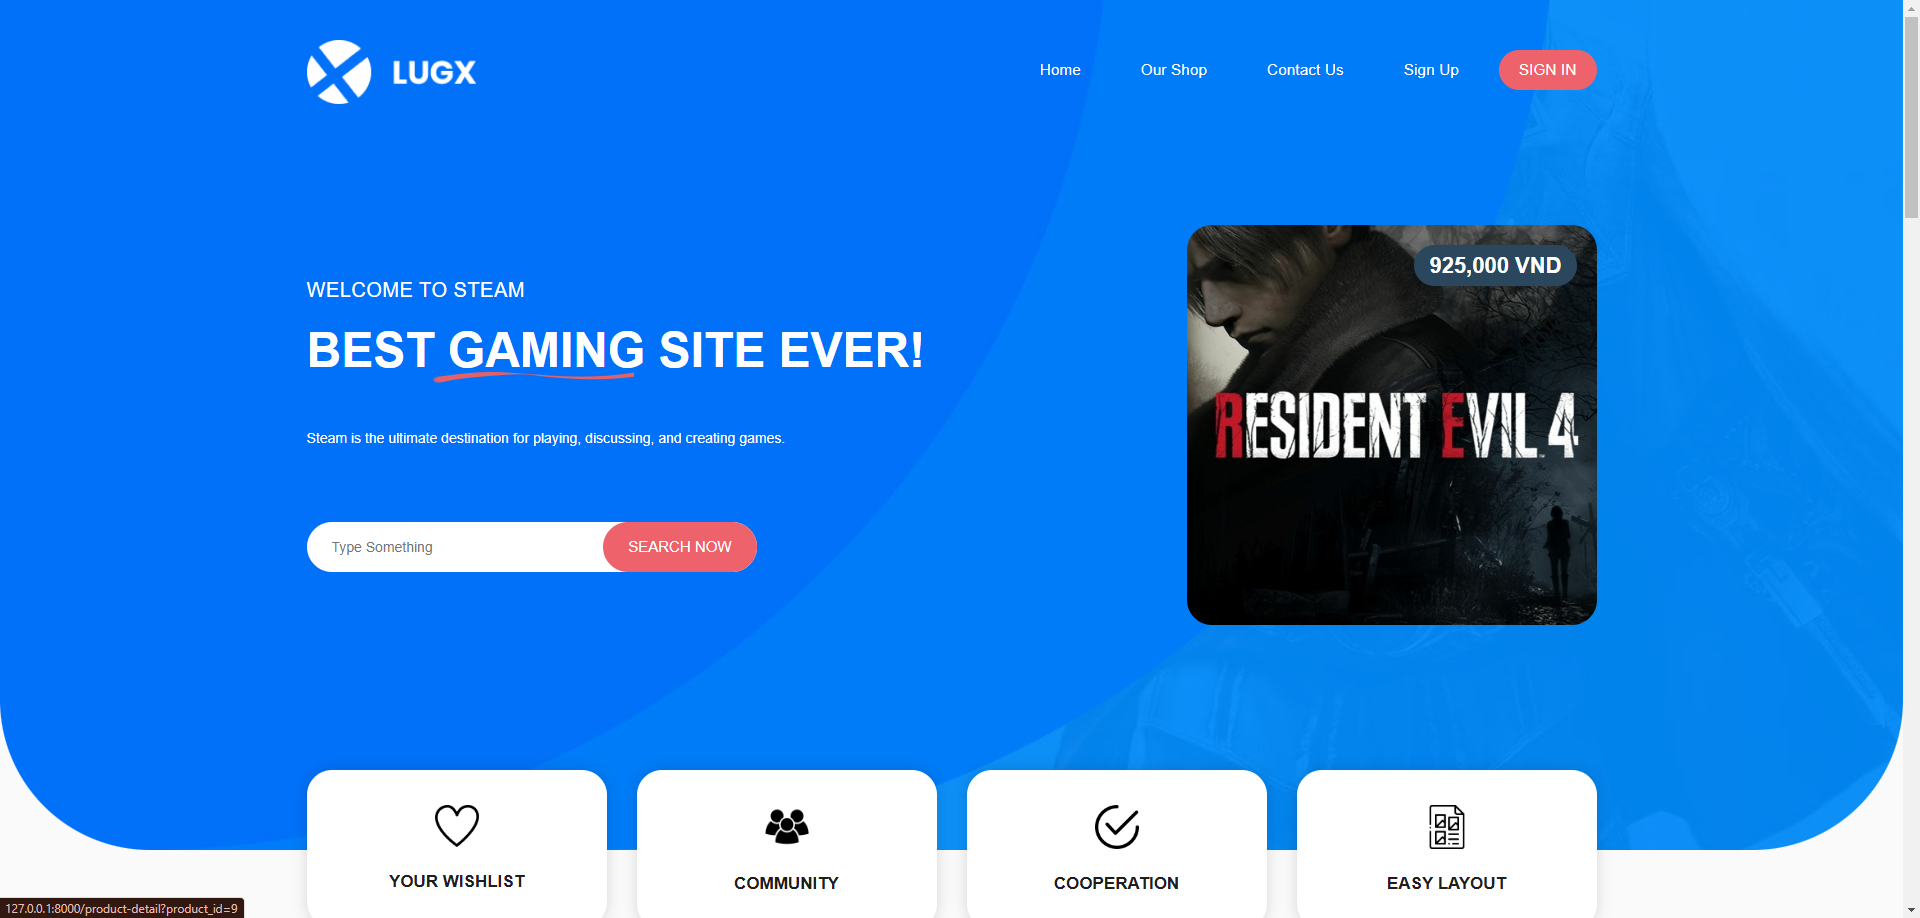 LUGX
Home
Our Shop
Contact Us
Sign Up
SIGN IN
WELCOME TO STEAM
BEST GAMING SITE EVER!
Steam is the ultimate destination for playing, discussing, and creating games.
Type Something
SEARCH NOW
925,000 VND
RESIDENT EVIL 4
YOUR WISHLIST
COMMUNITY
COOPERATION
EASY LAYOUT
127.0.0.1:8000/product-detail?product_id=9